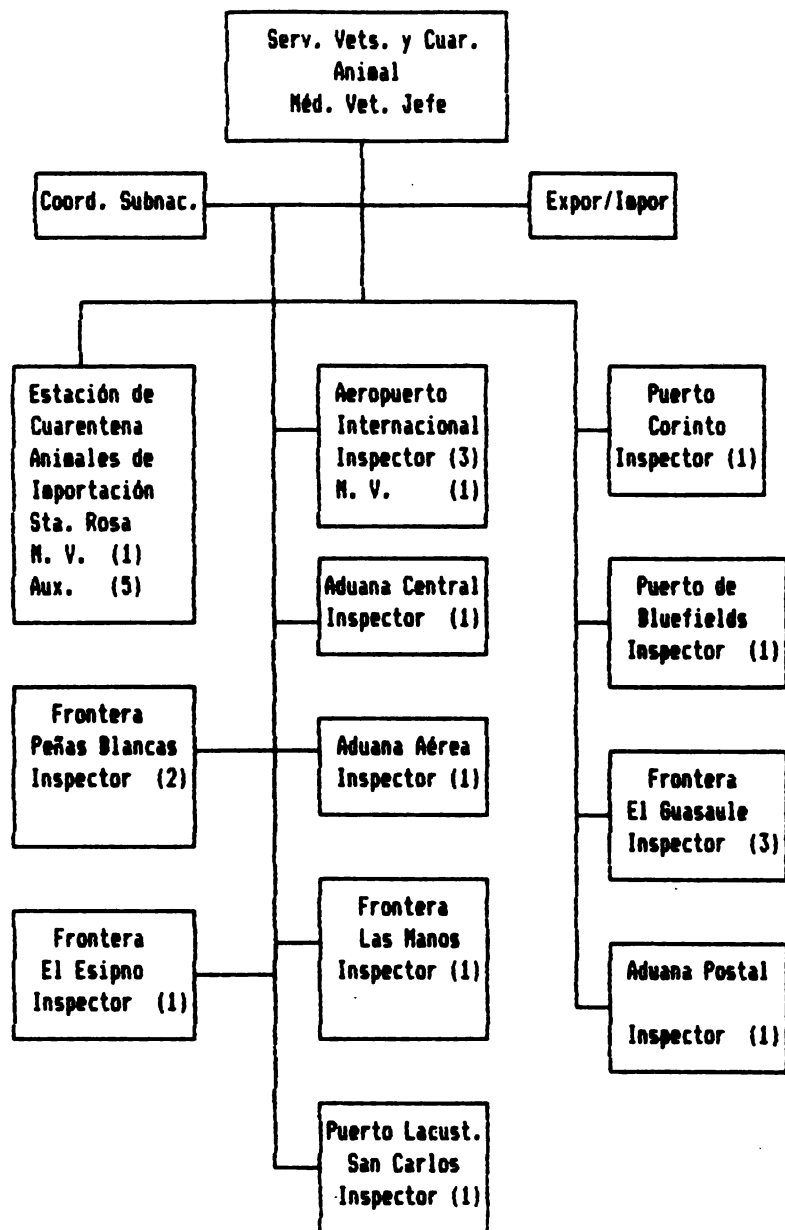 Serv. Vets. y Cuar.
Animal
Méd. Vet. Jefe
Coord. Subnac.
Expor/Impor
Estación de
Cuarentena
Animales de
Importación
Sta. Rosa
M. V. (1)
Aux. (5)
Aeropuerto
Internacional
Inspector (3)
M. V. (1)
Puerto
Corinto
Inspector (1)
Aduana Central
Inspector (1)
Puerto de
Bluefields
Inspector (1)
Frontera
Peñas Blancas
Inspector (2)
Aduana Aérea
Inspector (1)
Frontera
El Guasaule
Inspector (3)
Frontera
El Esipno
Inspector (1)
Frontera
Las Manos
Inspector (1)
Aduana Postal
Inspector (1)
Puerto Lacust.
San Carlos
Inspector (1)